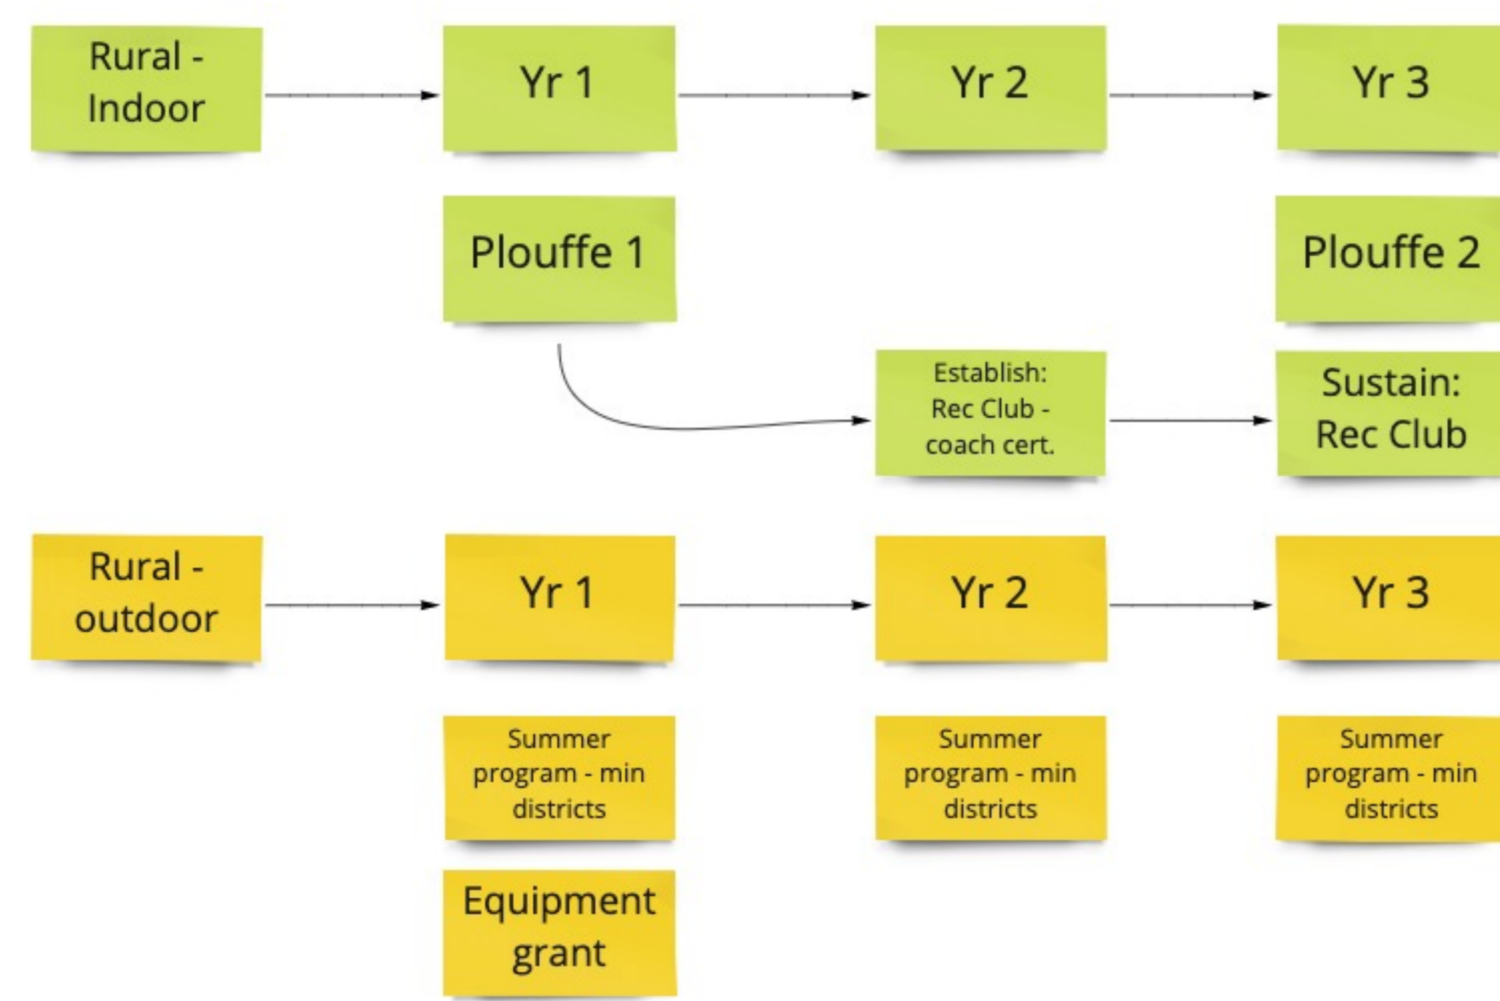 Rural -
Indoor
Yr 1
Yr 2
Yr 3
Plouffe 1
Plouffe 2
Establish:
Rec Club -
coach cert.
Sustain:
Rec Club
Rural -
outdoor
Yr 1
Yr 2
Yr 3
Summer
program - min
districts
Summer
program - min
districts
Summer
program - min
districts
Equipment
grant